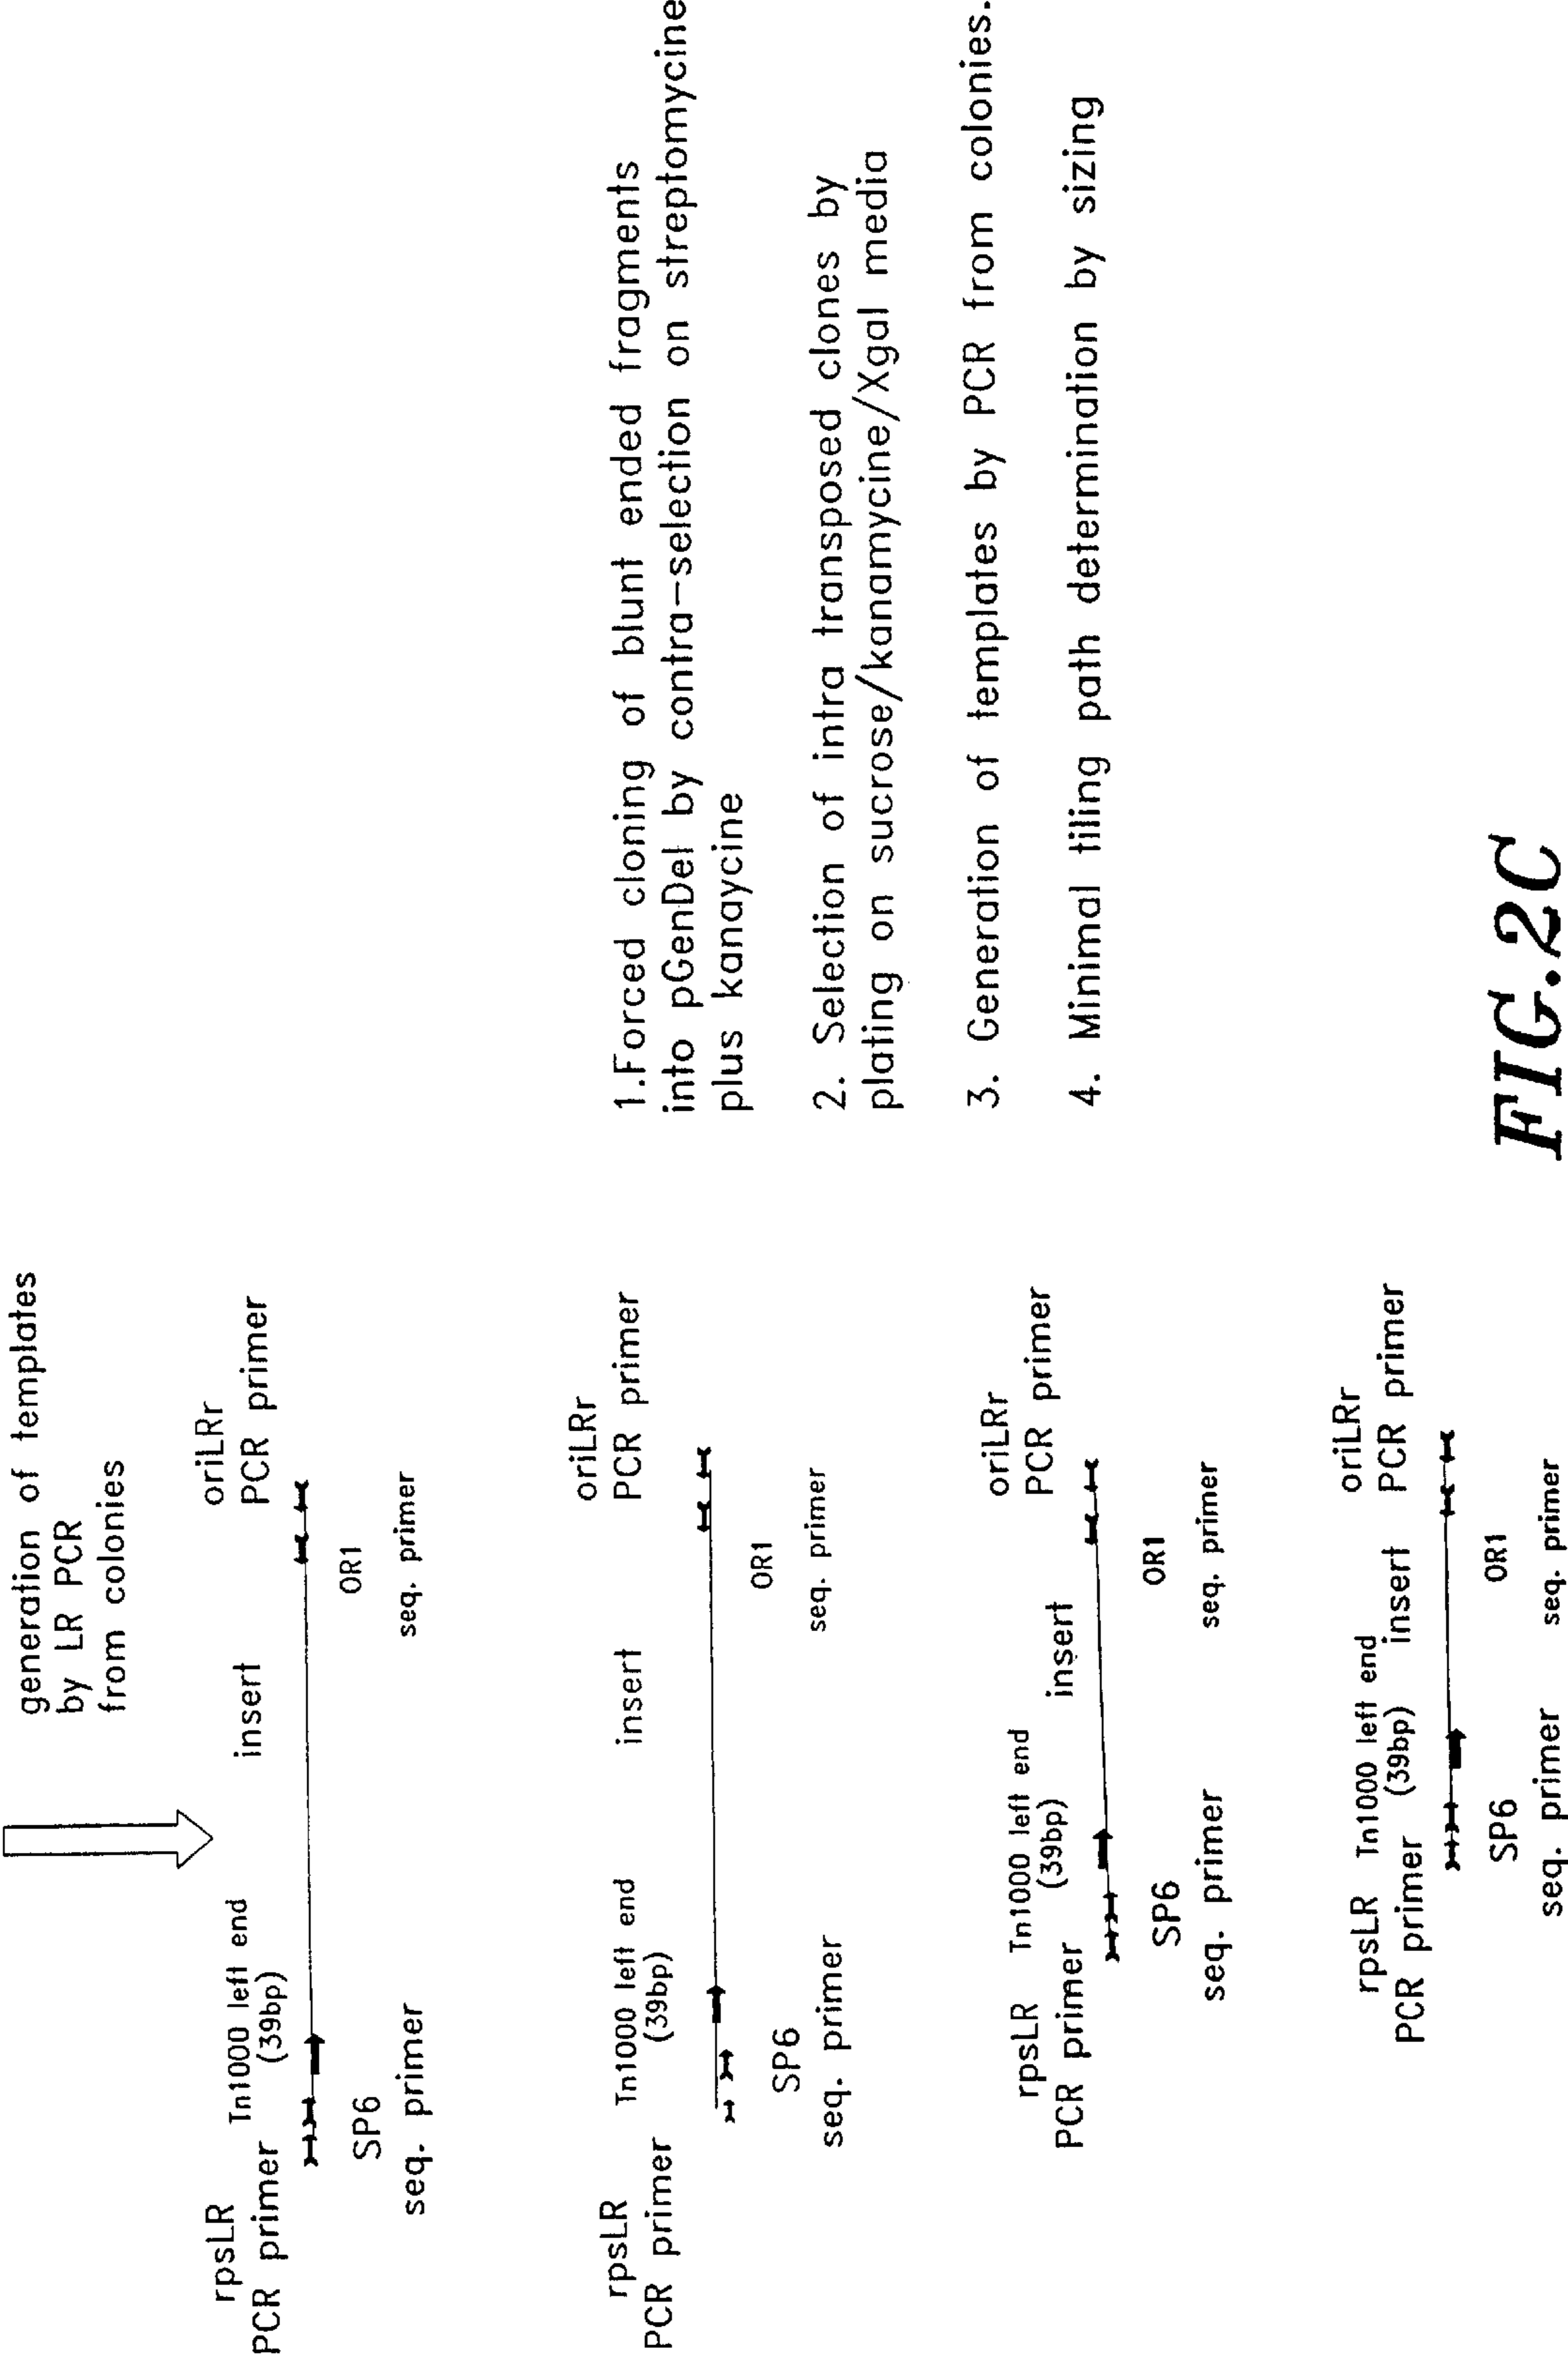 generation of templates
by LR PCR
from colonies
rpsLR
PCR primer
Tn1000 left end
(39bp)
insert
oriLRr
PCR primer
SP6
seq. primer
OR1
seq. primer
rpsLR
PCR primer
Tn1000 left end
(39bp)
insert
oriLRr
PCR primer
SP6
seq. primer
OR1
seq. primer
rpsLR
PCR primer
Tn1000 left end
(39bp)
insert
oriLRr
PCR primer
SP6
seq. primer
OR1
seq. primer
rpsLR
PCR primer
Tn1000 left end
(39bp)
insert
oriLRr
PCR primer
SP6
seq. primer
OR1
seq. primer
1.Forced cloning of blunt ended fragments
into pGenDel by contra-selection on streptomycine
plus kanaycine
2. Selection of intra transposed clones by
plating on sucrose/kanamycine/Xgal media
3. Generation of templates by PCR from colonies.
4. Minimal tiling path determination by sizing
FIG.2C